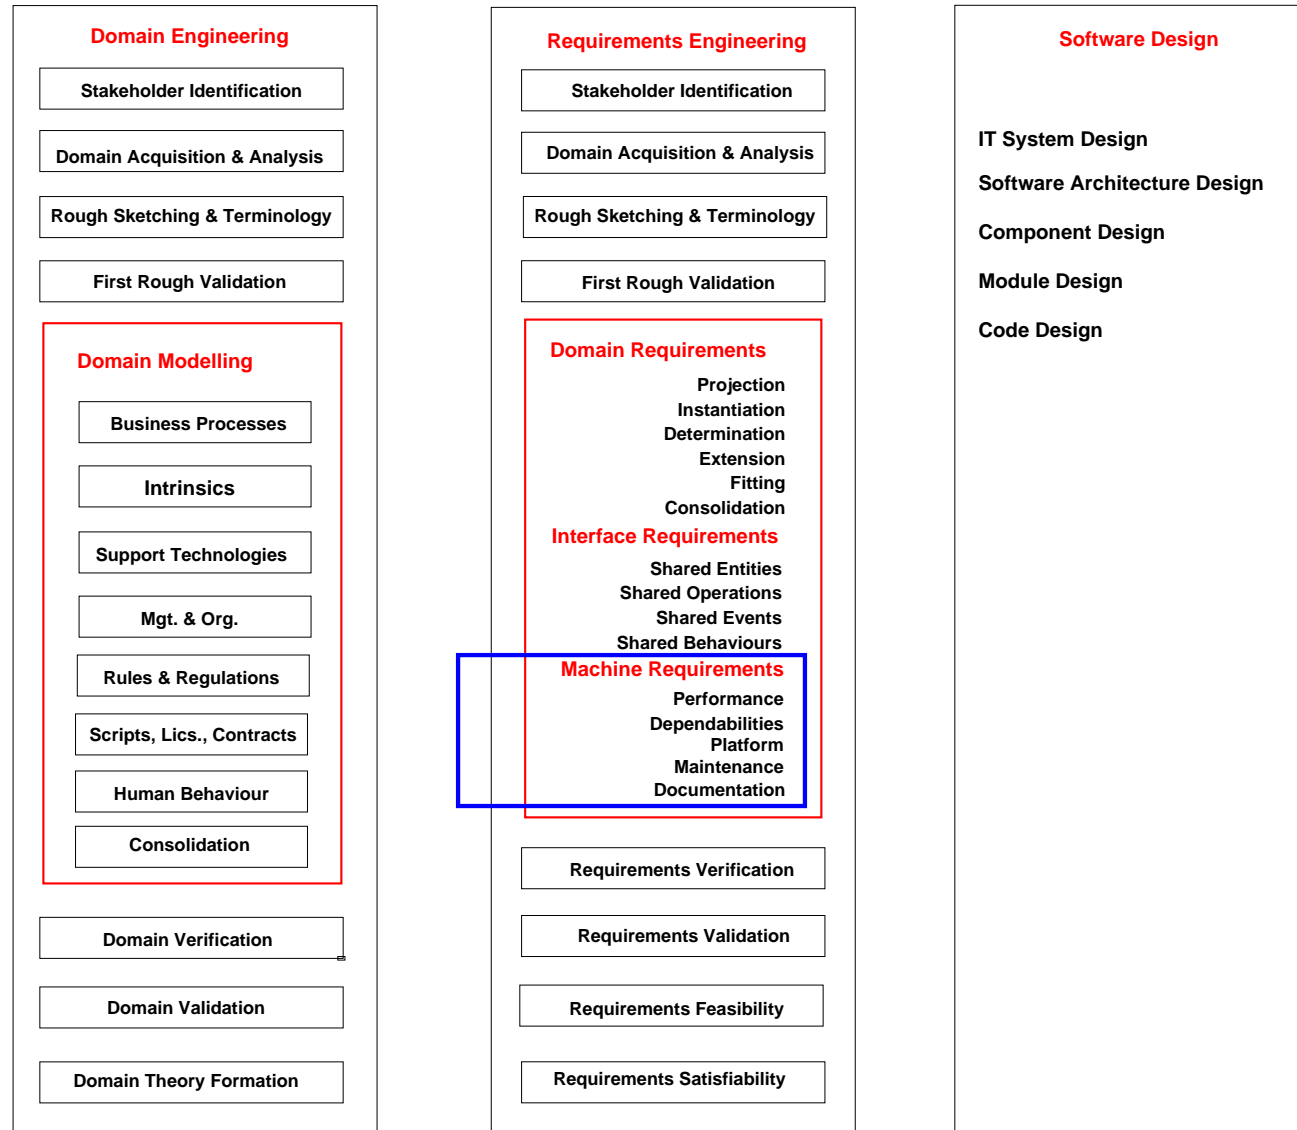 Domain Engineering
Stakeholder Identification
Domain Acquisition & Analysis
Rough Sketching & Terminology
First Rough Validation
Domain Modelling
Business Processes
Intrinsics
Support Technologies
Mgt. & Org.
Rules & Regulations
Scripts, Lics., Contracts
Human Behaviour
Consolidation
Domain Verification
Domain Validation
Domain Theory Formation
Requirements Engineering
Stakeholder Identification
Domain Acquisition & Analysis
Rough Sketching & Terminology
First Rough Validation
Domain Requirements
Projection
Instantiation
Determination
Extension
Fitting
Consolidation
Interface Requirements
Shared Entities
Shared Operations
Shared Events
Shared Behaviours
Machine Requirements
Performance
Dependabilities
Platform
Maintenance
Documentation
Requirements Verification
Requirements Validation
Requirements Feasibility
Requirements Satisfiability
Software Design
IT System Design
Software Architecture Design
Component Design
Module Design
Code Design